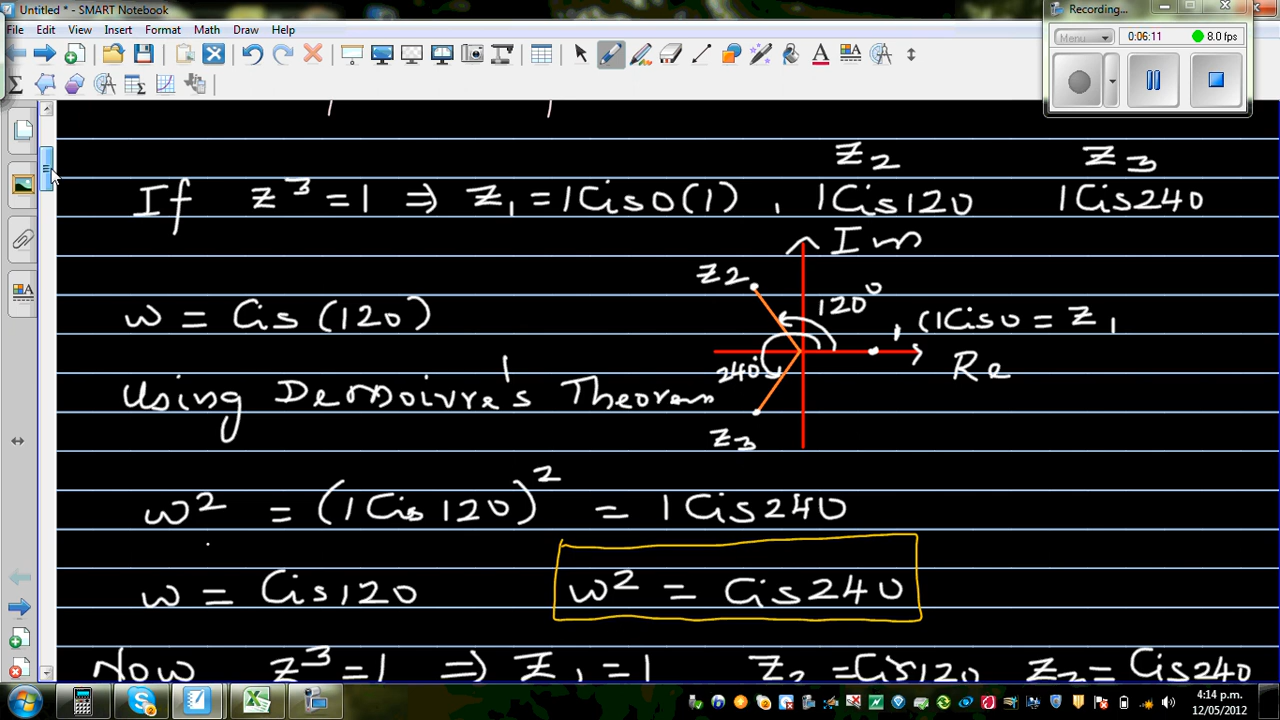 Untitled * - SMART Notebook
Recording...
File Edit View Insert Format Math Draw Help
Menu 0:06:11 8.0 fps
Z2 Z3
If z³ = 1 ⇒ Z1 = 1Cis0(1) , 1Cis120 1Cis240
Im
Z2
120⁰
w = Cis(120)
1 (1Cis0 = Z1
240
Re
Using DeMoivre's Theorem
Z3
w² = (1Cis120)² = 1Cis240
w = Cis120 w² = Cis240
Now z³ = 1 ⇒ Z1 = 1 Z2 = Cis120 Z3 = Cis240
4:14 p.m.
12/05/2012